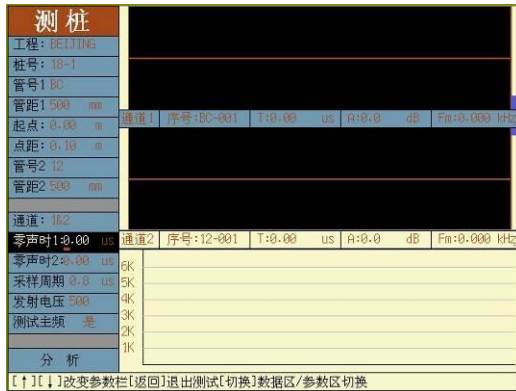 测 桩
工程: BEIJING
桩号: 18-1
管号1 BC
管距1 500 mm
起点: 0.00 m
点距: 0.10 m
管号2 12
管距2 500 mm
通道: 1&2
零声时1:0.00 us
零声时2:0.00 us
采样周期 0.8 us
发射电压 500
测试主频 是
分 析
通道1 序号:BC-001 T:0.00 us A:0.0 dB Fm:0.000 kHz
通道2 序号:12-001 T:0.00 us A:0.0 dB Fm:0.000 kHz
6K
5K
4K
3K
2K
1K
[↑][↓]改变参数栏[返回]退出测试[切换]数据区/参数区切换